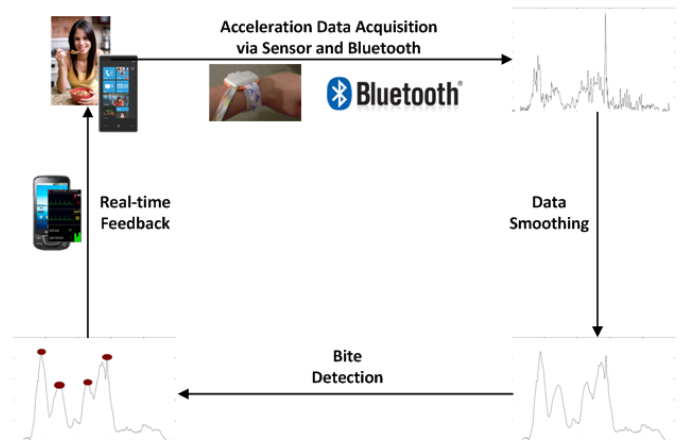 Acceleration Data Acquisition
via Sensor and Bluetooth
Bluetooth®
Real-time
Feedback
Data
Smoothing
Bite
Detection